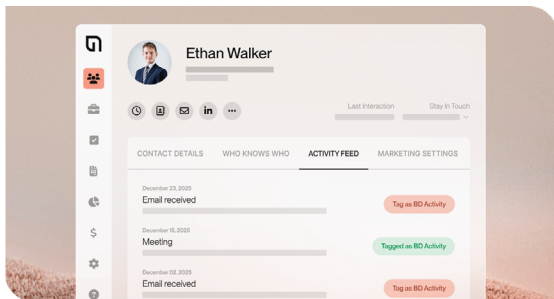 Ethan Walker
in
Last Interaction
Stay In Touch
CONTACT DETAILS
WHO KNOWS WHO
ACTIVITY FEED
MARKETING SETTINGS
December 23, 2025
Email received
Tag as BD Activity
December 15, 2025
Meeting
Tagged as BD Activity
December 02, 2025
Email received
Tag as BD Activity